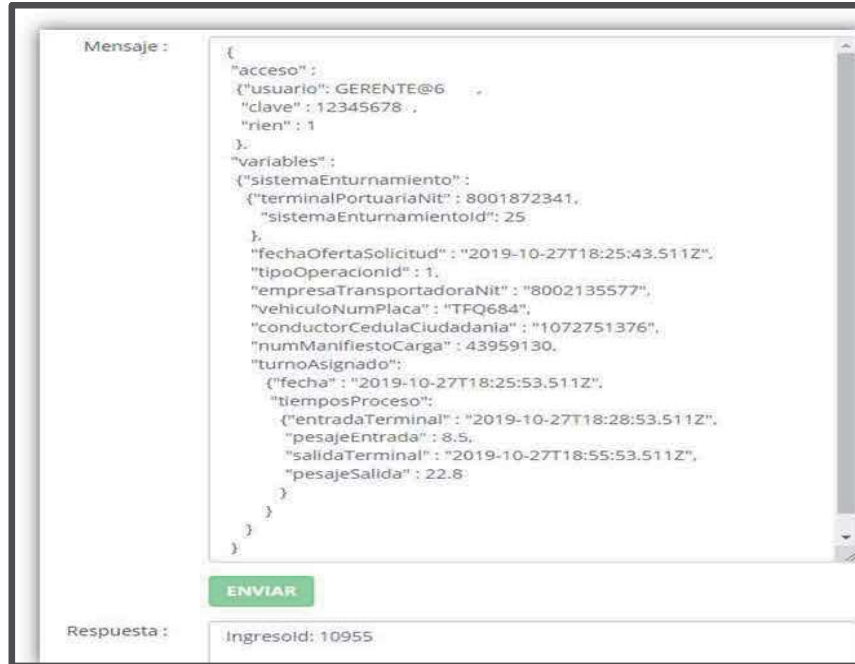 Mensaje :
{
"acceso" :
{"usuario": GERENTE@6 ,
"clave" : 12345678 ,
"rien" : 1
},
"variables" :
{"sistemaEnturnamiento" :
{"terminalPortuariaNit" : 8001872341,
"sistemaEnturnamientoId": 25
},
"fechaOfertaSolicitud" : "2019-10-27T18:25:43.511Z",
"tipoOperacionId" : 1,
"empresaTransportadoraNit" : "8002135577",
"vehiculoNumPlaca" : "TFQ684",
"conductorCedulaCiudadania" : "1072751376",
"numManifiestoCarga" : 43959130,
"turnoAsignado":
{"fecha" : "2019-10-27T18:25:53.511Z",
"tiemposProceso":
{"entradaTerminal" : "2019-10-27T18:28:53.511Z",
"pesajeEntrada" : 8.5,
"salidaTerminal" : "2019-10-27T18:55:53.511Z",
"pesajeSalida" : 22.8
}
}
}
}
ENVIAR
Respuesta :
IngresoId: 10955